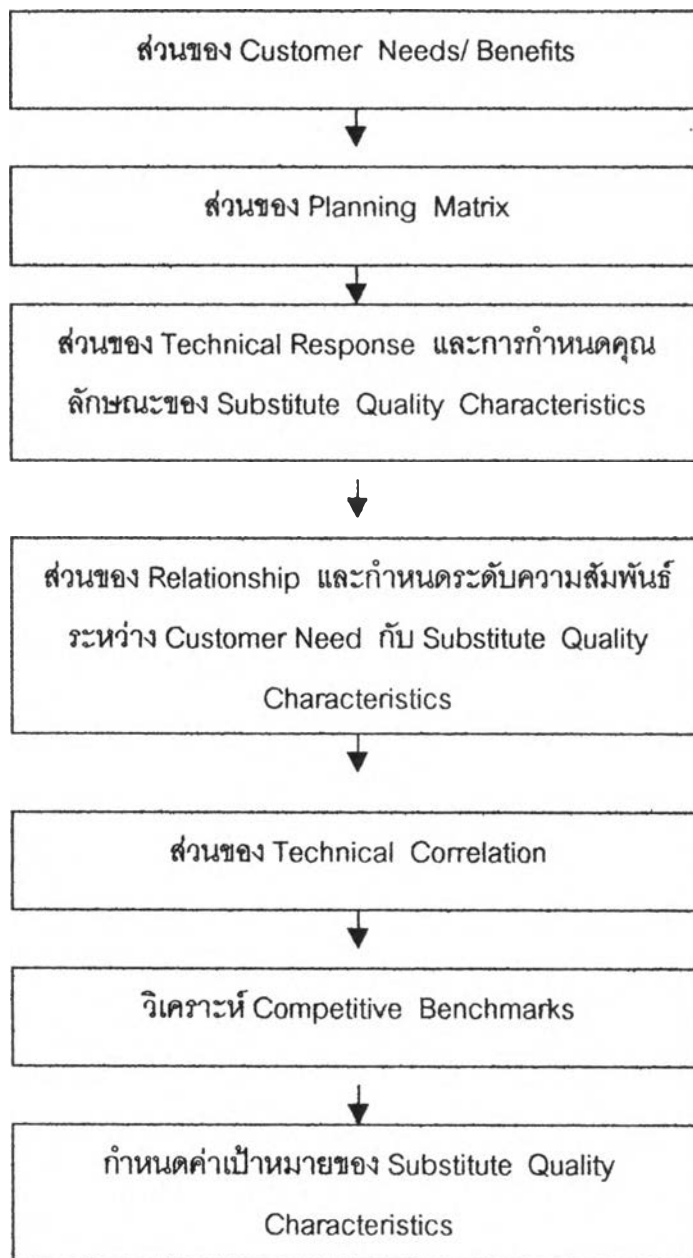 ส่วนของ Customer Needs/ Benefits
ส่วนของ Planning Matrix
ส่วนของ Technical Response และการกำหนดคุณ
ลักษณะของ Substitute Quality Characteristics
ส่วนของ Relationship และกำหนดระดับความสัมพันธ์
ระหว่าง Customer Need กับ Substitute Quality
Characteristics
ส่วนของ Technical Correlation
วิเคราะห์ Competitive Benchmarks
กำหนดค่าเป้าหมายของ Substitute Quality
Characteristics